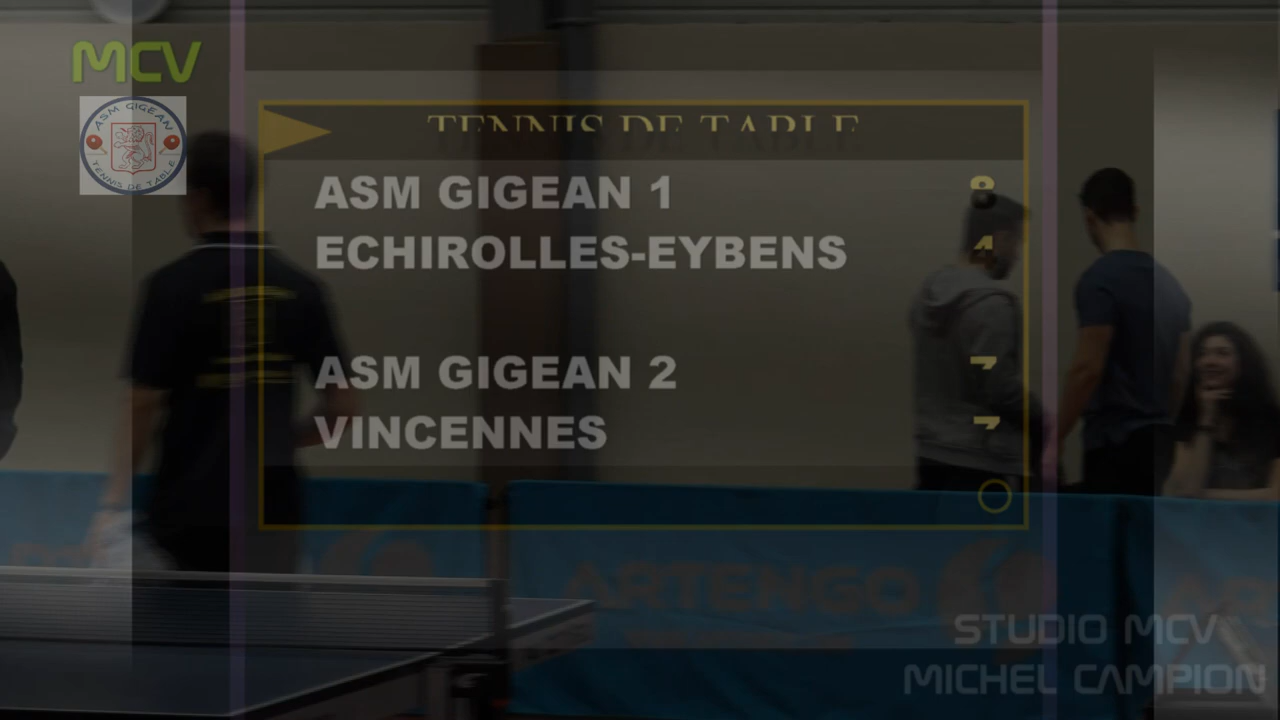 MCV
ASM GIGEAN
TENNIS DE TABLE
TENNIS DE TABLE
ASM GIGEAN 1 8
ECHIROLLES-EYBENS 4
ASM GIGEAN 2 7
VINCENNES 7
ARTENGO
STUDIO MCV
MICHEL CAMPION